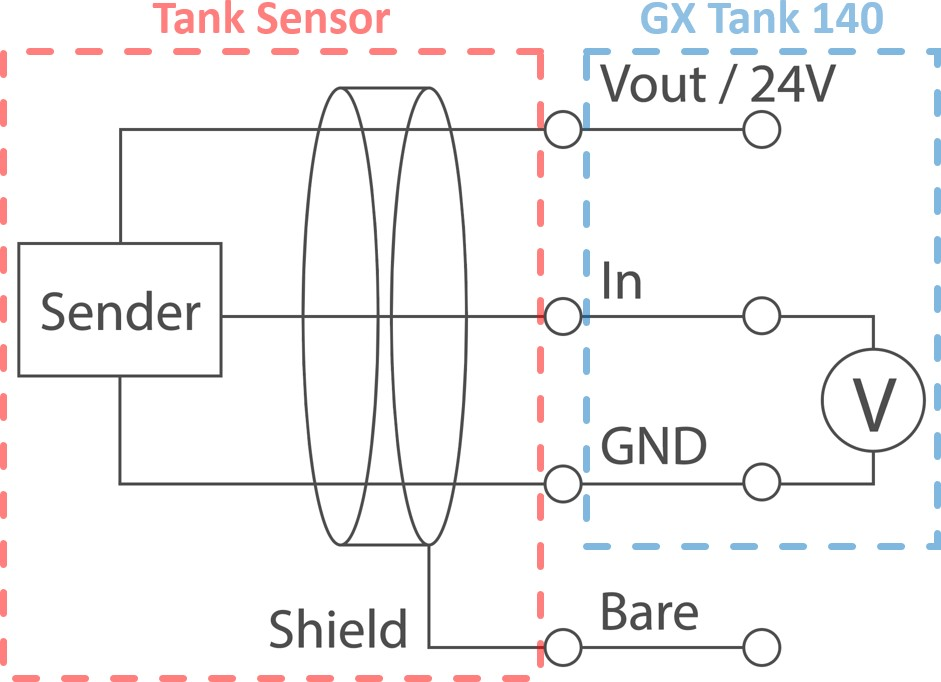 Tank Sensor
GX Tank 140
Vout / 24V
In
Sender
V
GND
Bare
Shield